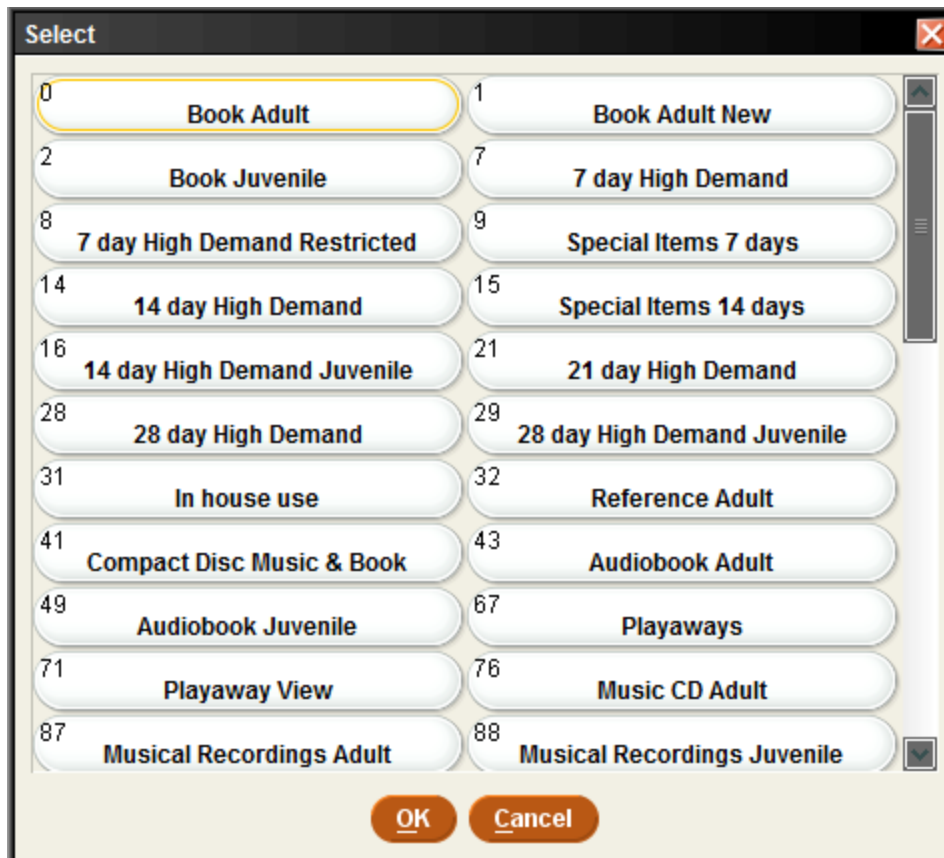 Select
0
Book Adult
1
Book Adult New
2
Book Juvenile
7
7 day High Demand
8
7 day High Demand Restricted
9
Special Items 7 days
14
14 day High Demand
15
Special Items 14 days
16
14 day High Demand Juvenile
21
21 day High Demand
28
28 day High Demand
29
28 day High Demand Juvenile
31
In house use
32
Reference Adult
41
Compact Disc Music & Book
43
Audiobook Adult
49
Audiobook Juvenile
67
Playaways
71
Playaway View
76
Music CD Adult
87
Musical Recordings Adult
88
Musical Recordings Juvenile
OK
Cancel